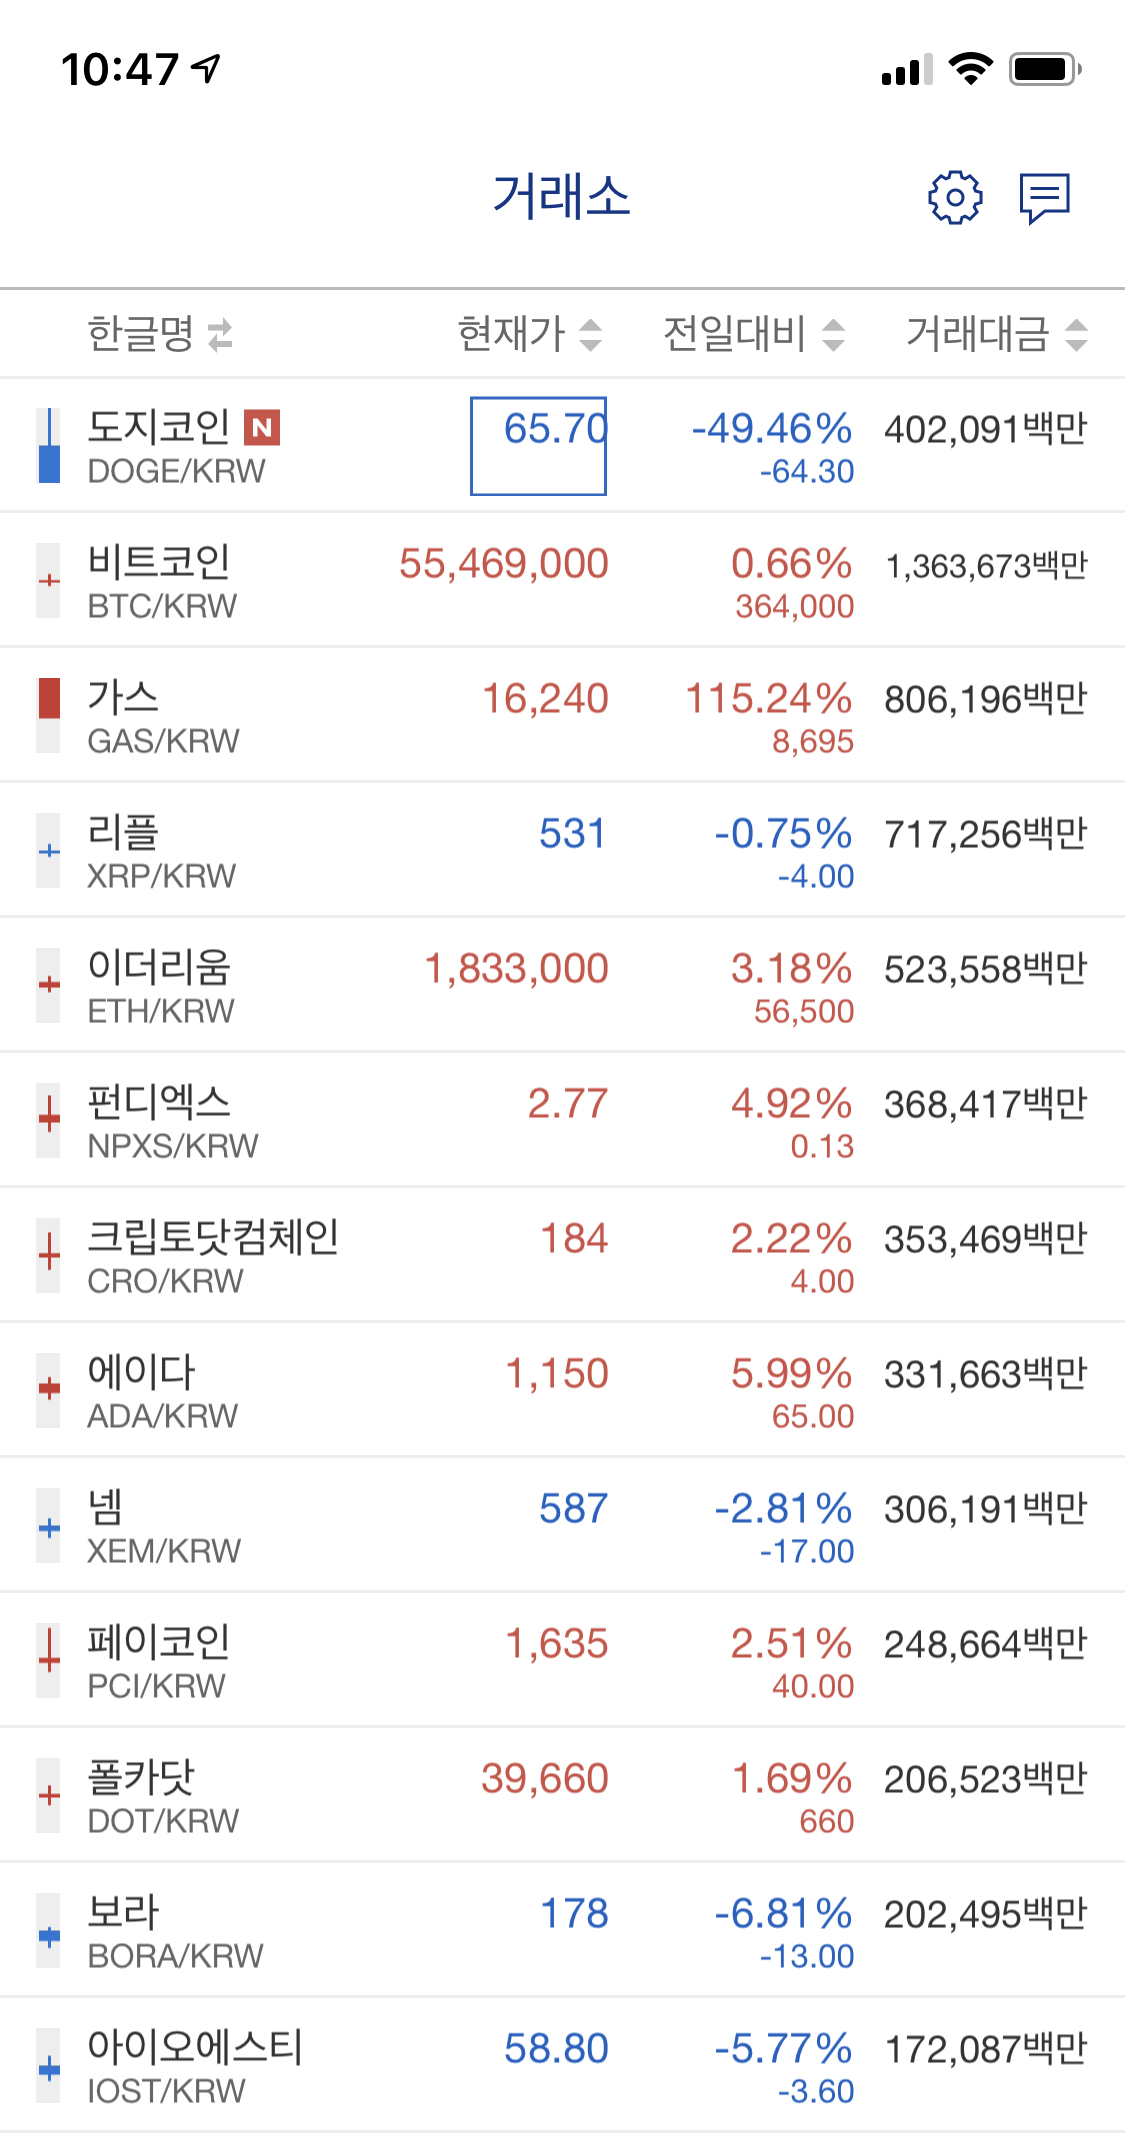 10:47
거래소
한글명 현재가 전일대비 거래대금
도지코인 N 65.70 -49.46% 402,091백만
DOGE/KRW -64.30
비트코인 55,469,000 0.66% 1,363,673백만
BTC/KRW 364,000
가스 16,240 115.24% 806,196백만
GAS/KRW 8,695
리플 531 -0.75% 717,256백만
XRP/KRW -4.00
이더리움 1,833,000 3.18% 523,558백만
ETH/KRW 56,500
펀디엑스 2.77 4.92% 368,417백만
NPXS/KRW 0.13
크립토닷컴체인 184 2.22% 353,469백만
CRO/KRW 4.00
에이다 1,150 5.99% 331,663백만
ADA/KRW 65.00
넴 587 -2.81% 306,191백만
XEM/KRW -17.00
페이코인 1,635 2.51% 248,664백만
PCI/KRW 40.00
폴카닷 39,660 1.69% 206,523백만
DOT/KRW 660
보라 178 -6.81% 202,495백만
BORA/KRW -13.00
아이오에스티 58.80 -5.77% 172,087백만
IOST/KRW -3.60